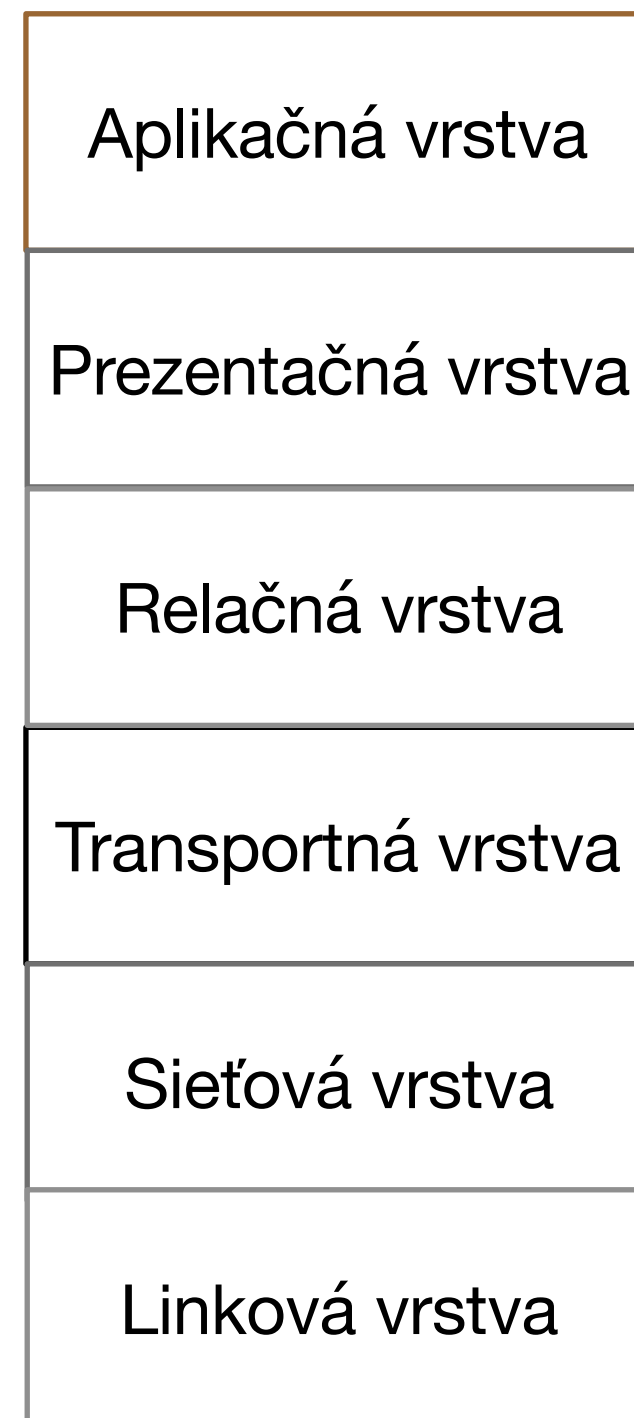 Aplikačná vrstva
Prezentačná vrstva
Relačná vrstva
Transportná vrstva
Sieťová vrstva
Linková vrstva